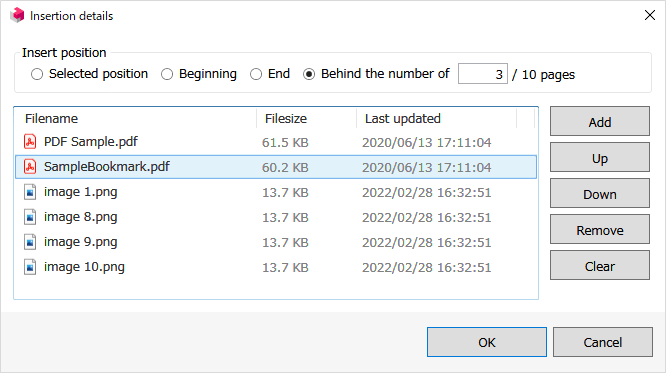 Insertion details
Insert position
Selected position Beginning End Behind the number of 3 / 10 pages
Filename Filesize Last updated
PDF Sample.pdf 61.5 KB 2020/06/13 17:11:04
SampleBookmark.pdf 60.2 KB 2020/06/13 17:11:04
image 1.png 13.7 KB 2022/02/28 16:32:51
image 8.png 13.7 KB 2022/02/28 16:32:51
image 9.png 13.7 KB 2022/02/28 16:32:51
image 10.png 13.7 KB 2022/02/28 16:32:51
Add
Up
Down
Remove
Clear
OK Cancel